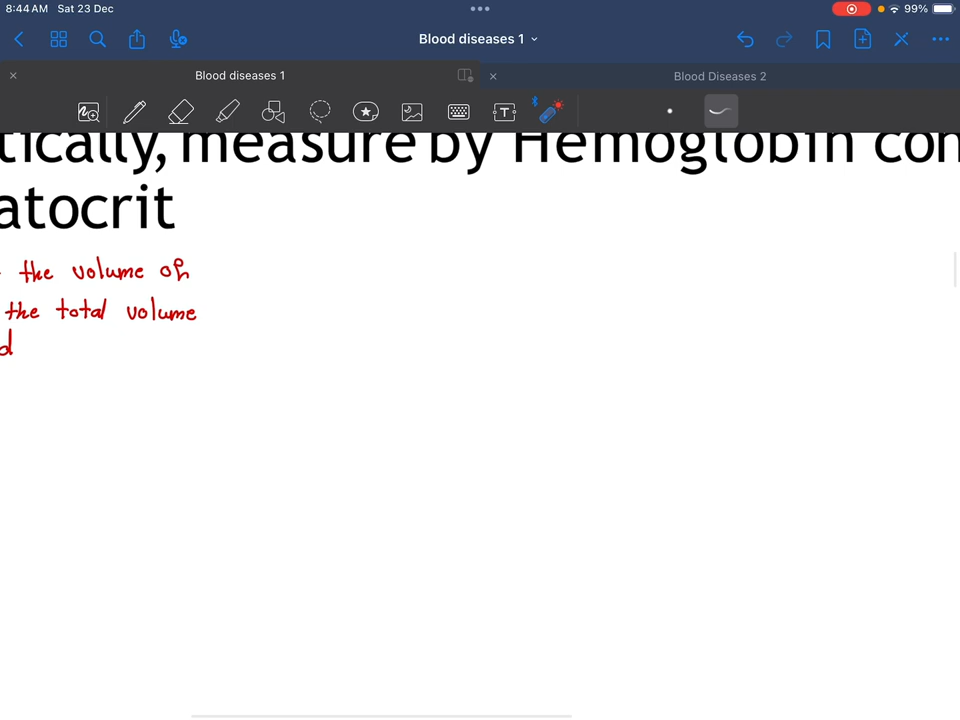 8:44 AM Sat 23 Dec
99%
Blood diseases 1
Blood diseases 1
Blood Diseases 2
T
tically, measure by Hemoglobin con
atocrit
the volume of
the total volume
d